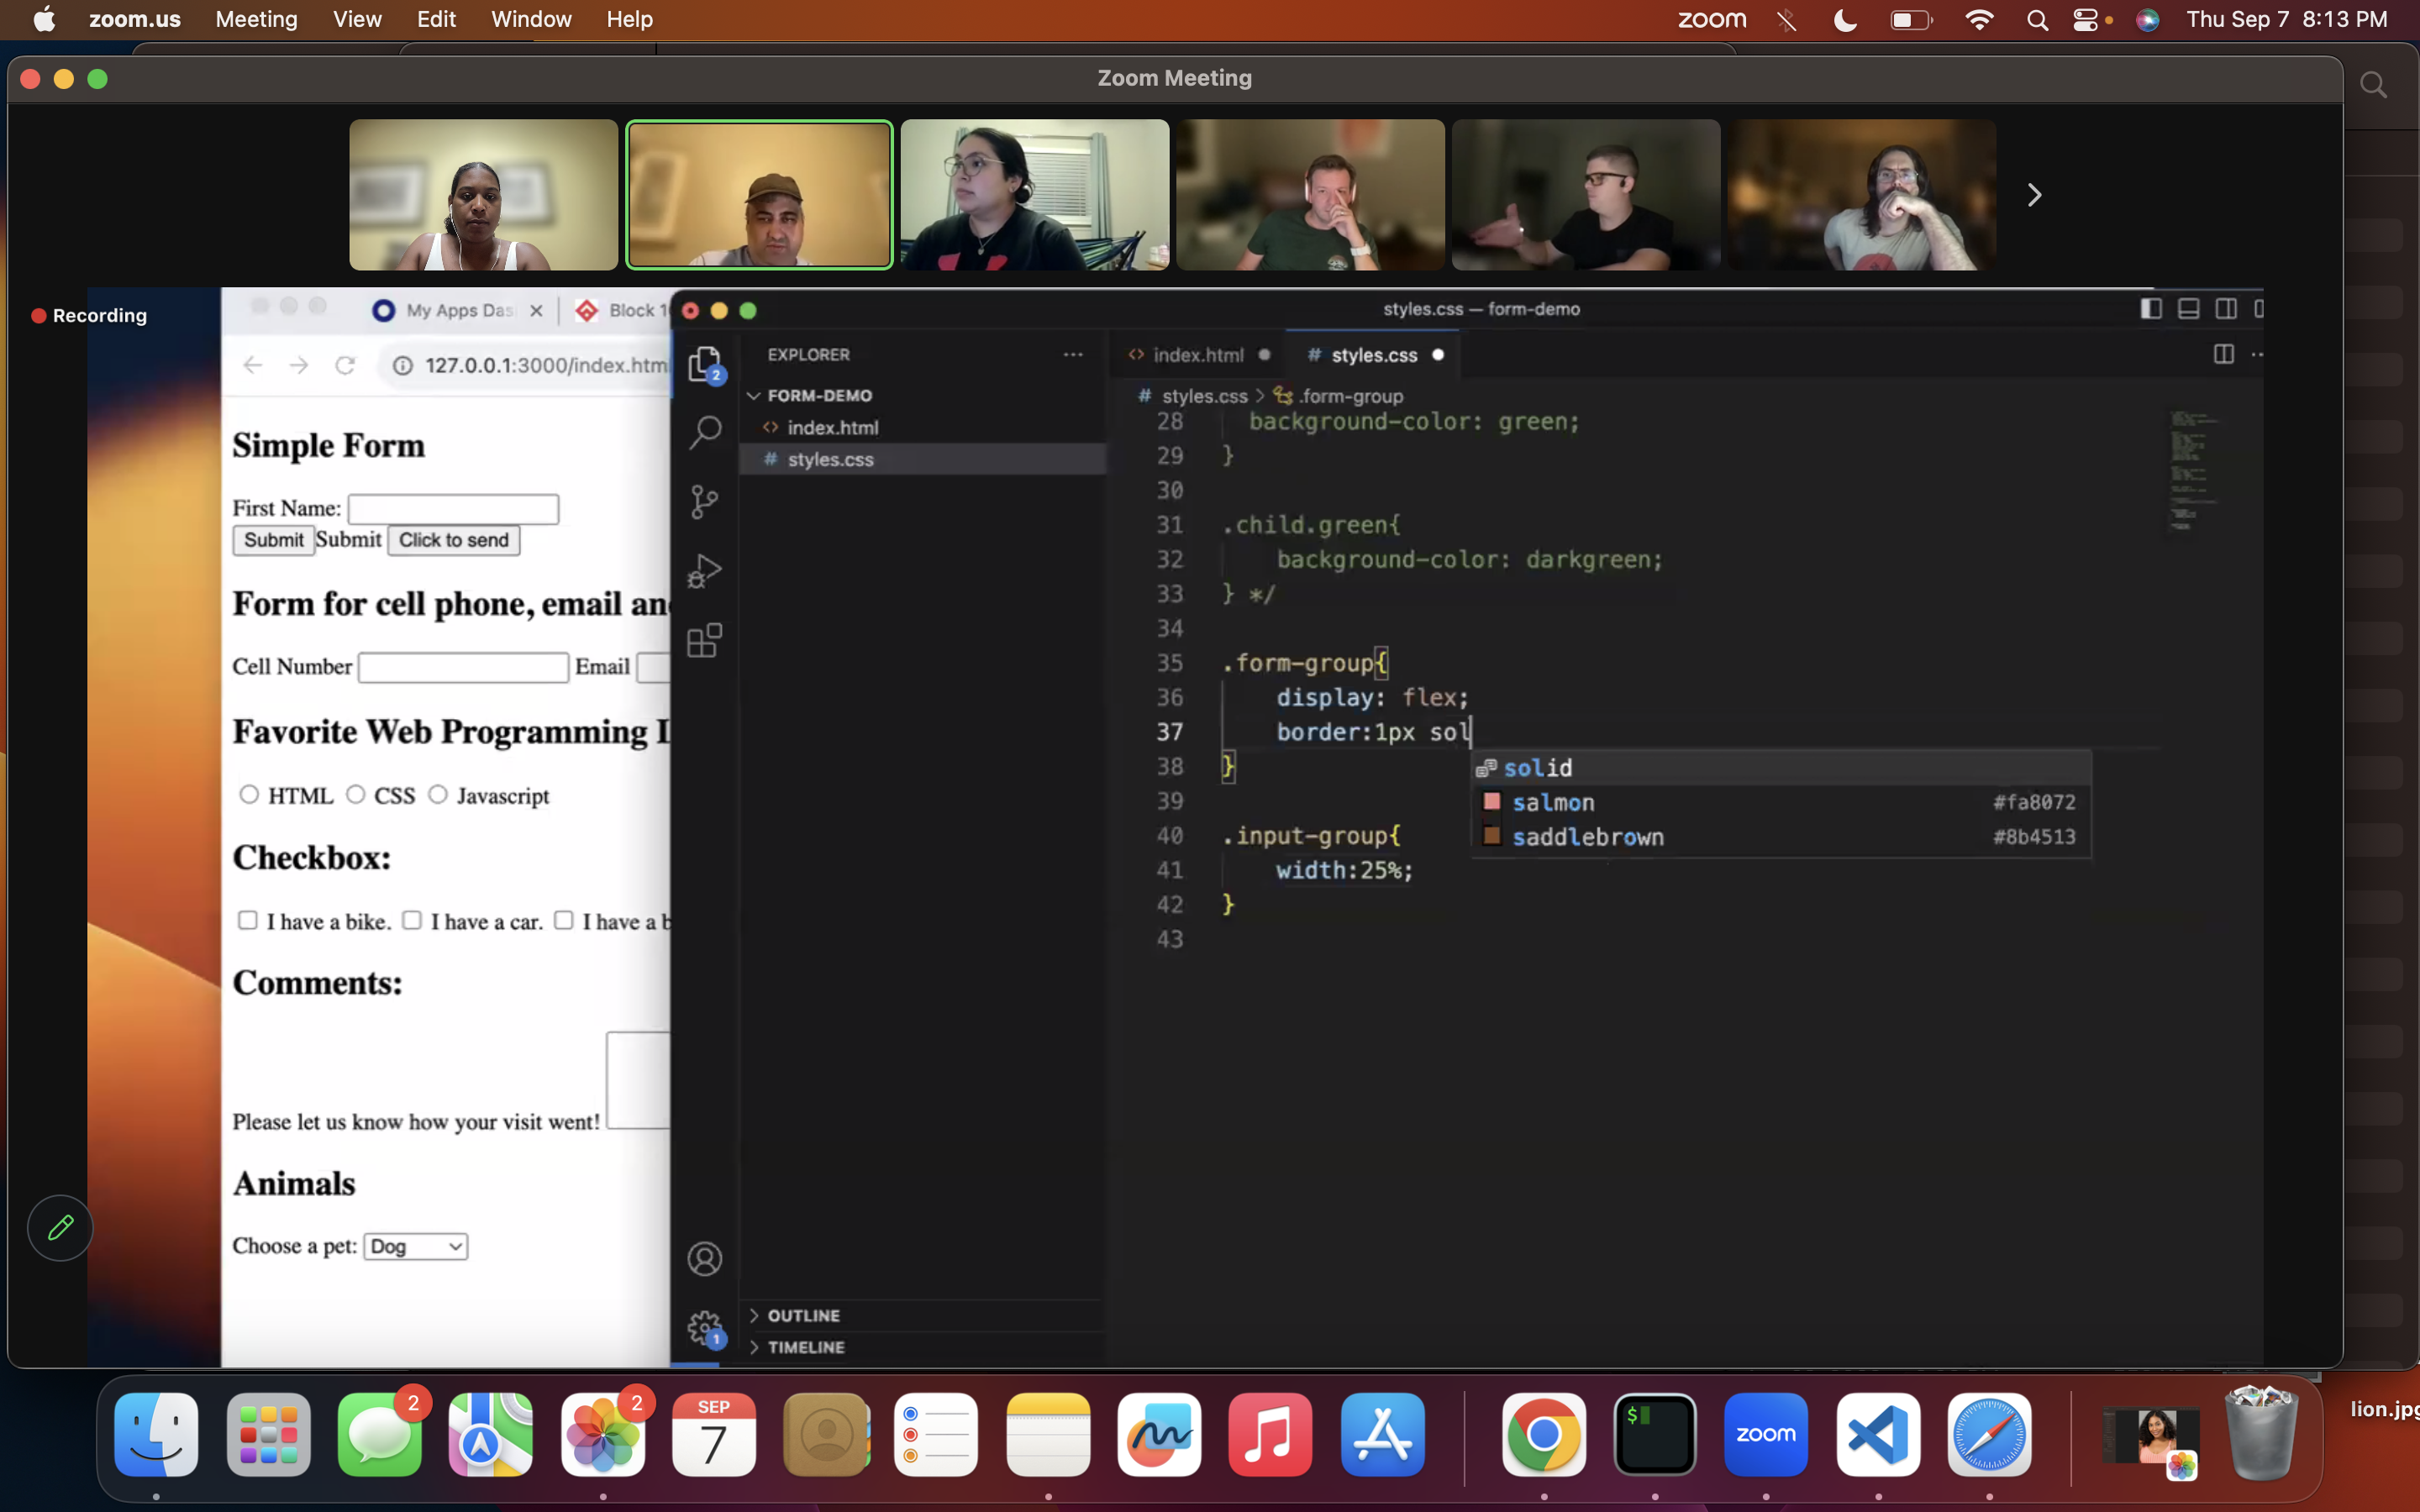 zoom.us Meeting View Edit Window Help
zoom Thu Sep 7 8:13 PM
Zoom Meeting
Recording
My Apps Das
Block 1
127.0.0.1:3000/index.htm
Simple Form
First Name:
Submit Submit Click to send
Form for cell phone, email an
Cell Number Email
Favorite Web Programming L
HTML CSS Javascript
Checkbox:
I have a bike. I have a car. I have a b
Comments:
Please let us know how your visit went!
Animals
Choose a pet: Dog
styles.css — form-demo
EXPLORER ···
FORM-DEMO
<> index.html
# styles.css
2
OUTLINE
TIMELINE
1
<> index.html # styles.css
# styles.css > .form-group
28 background-color: green;
29 }
30
31 .child.green{
32 background-color: darkgreen;
33 } */
34
35 .form-group{
36 display: flex;
37 border:1px sol
38 }
39
40 .input-group{
41 width:25%;
42 }
43
solid
salmon #fa8072
saddlebrown #8b4513
2
2
SEP
7
$
zoom
lion.jpg